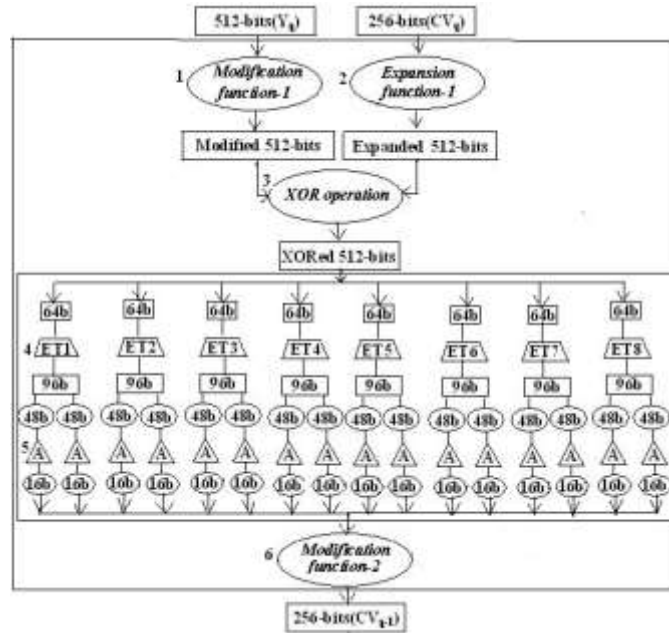 512-bits(Yq) 256-bits(CVq)
1 Modification function-1
2 Expansion function-1
Modified 512-bits Expanded 512-bits
3
XOR operation
XORed 512-bits
64b 64b 64b 64b 64b 64b 64b 64b
4 ET1 ET2 ET3 ET4 ET5 ET6 ET7 ET8
96b 96b 96b 96b 96b 96b 96b 96b
48b 48b 48b 48b 48b 48b 48b 48b 48b 48b 48b 48b 48b 48b 48b 48b
5 A A A A A A A A A A A A A A A A
16b 16b 16b 16b 16b 16b 16b 16b 16b 16b 16b 16b 16b 16b 16b 16b
6 Modification function-2
256-bits(CVq-1)